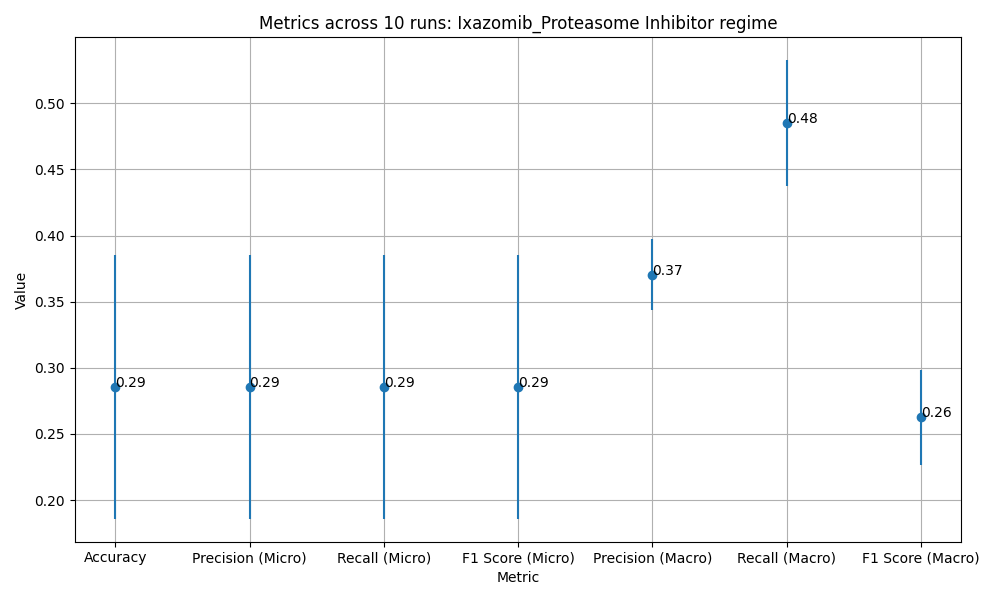 Metrics across 10 runs: Ixazomib_Proteasome Inhibitor regime
Value
0.50
0.45
0.40
0.35
0.30
0.25
0.20
0.29
0.29
0.29
0.29
0.37
0.48
0.26
Accuracy
Precision (Micro)
Recall (Micro)
F1 Score (Micro)
Precision (Macro)
Recall (Macro)
F1 Score (Macro)
Metric